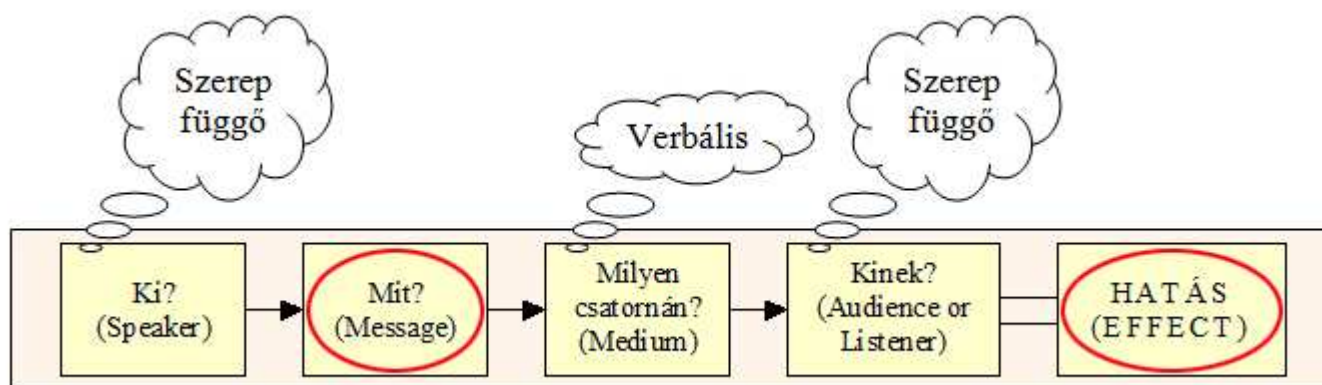 Szerep
függő
Verbális
Szerep
függő
Ki?
(Speaker)
Mit?
(Message)
Milyen
csatornán?
(Medium)
Kinek?
(Audience or
Listener)
HATÁS
(EFFECT)